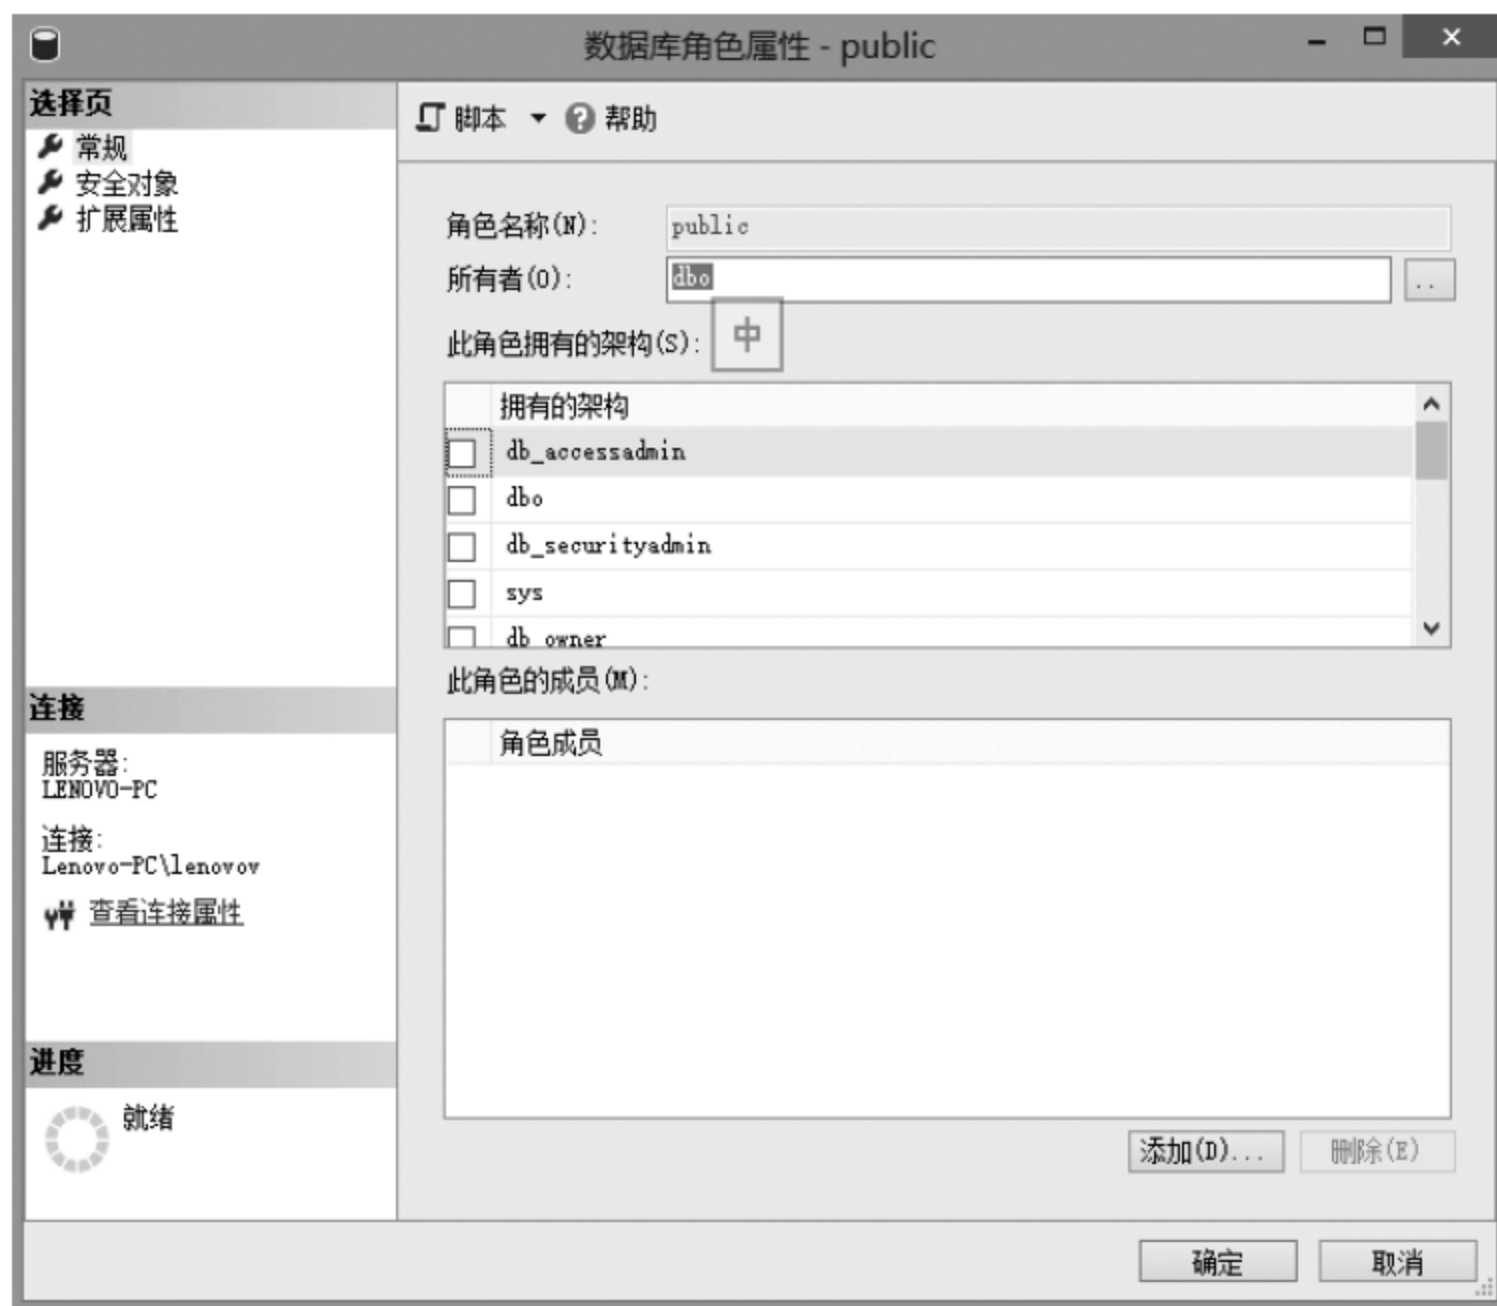 数据库角色属性 - public
选择页
常规
安全对象
扩展属性
脚本 帮助
角色名称(N): public
所有者(O): dbo ..
此角色拥有的架构(S): 中
拥有的架构
db_accessadmin
dbo
db_securityadmin
sys
db_owner
此角色的成员(M):
角色成员
连接
服务器:
LENOVO-PC
连接:
Lenovo-PC\lenovov
查看连接属性
进度
就绪
添加(D)... 删除(E)
确定 取消